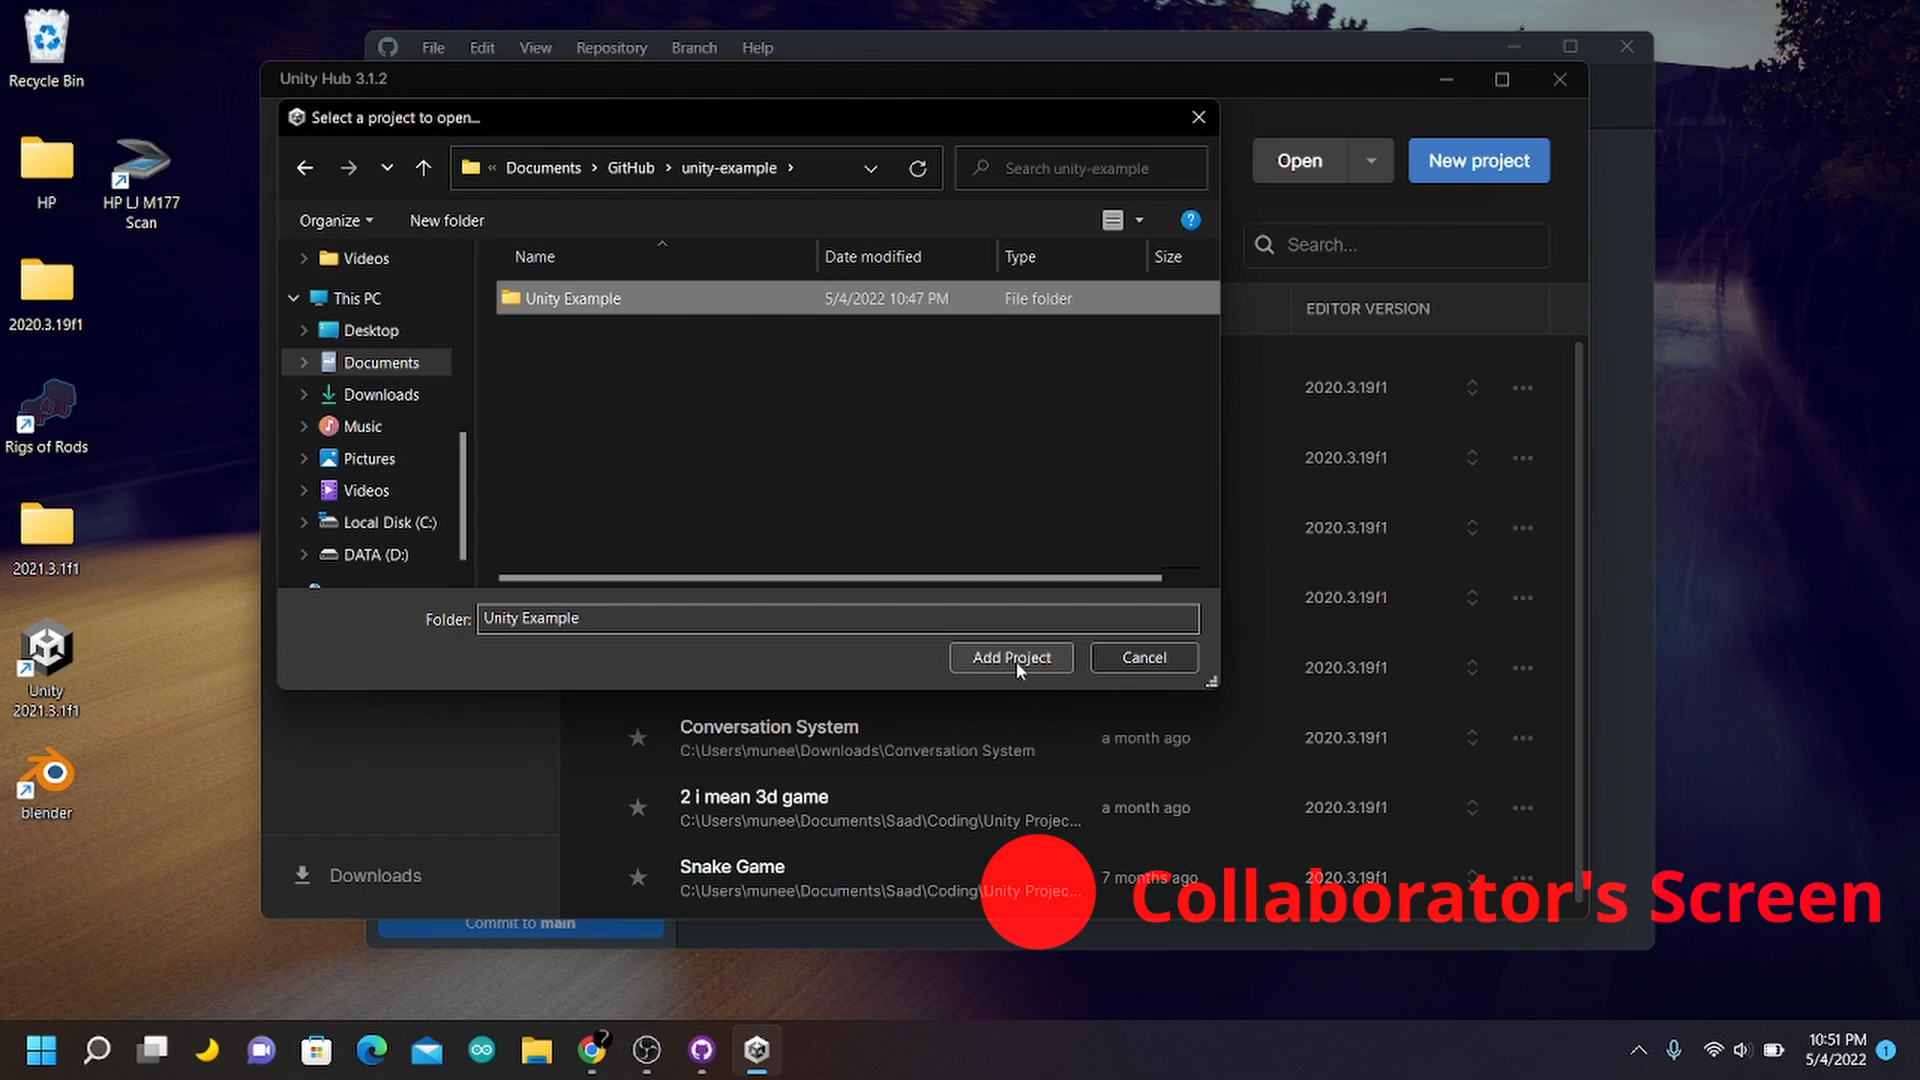 Recycle Bin
HP
HP LJ M177
Scan
2020.3.19f1
Rigs of Rods
2021.3.1f1
Unity
2021.3.1f1
blender
File Edit View Repository Branch Help
Unity Hub 3.1.2
Select a project to open...
« Documents › GitHub › unity-example ›
Search unity-example
Open
New project
Organize
New folder
Search...
Name
Date modified
Type
Size
Videos
This PC
Desktop
Documents
Downloads
Music
Pictures
Videos
Local Disk (C:)
DATA (D:)
Unity Example
5/4/2022 10:47 PM
File folder
EDITOR VERSION
2020.3.19f1
2020.3.19f1
2020.3.19f1
2020.3.19f1
2020.3.19f1
Folder: Unity Example
Add Project
Cancel
Conversation System
C:\Users\munee\Downloads\Conversation System
a month ago
2020.3.19f1
2 i mean 3d game
C:\Users\munee\Documents\Saad\Coding\Unity Projec...
a month ago
2020.3.19f1
Snake Game
C:\Users\munee\Documents\Saad\Coding\Unity Projec...
7 months ago
2020.3.19f1
Downloads
Collaborator's Screen
Commit to main
10:51 PM
5/4/2022
1